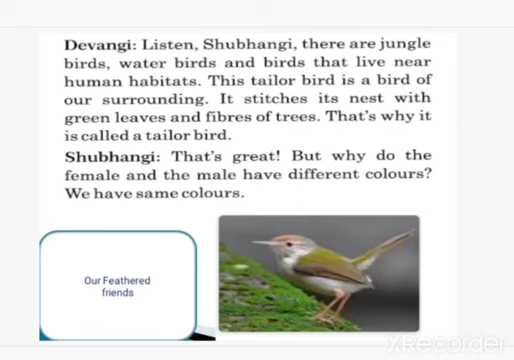 Devangi: Listen, Shubhangi, there are jungle
birds, water birds and birds that live near
human habitats. This tailor bird is a bird of
our surrounding. It stitches its nest with
green leaves and fibres of trees. That's why it
is called a tailor bird.
Shubhangi: That's great! But why do the
female and the male have different colours?
We have same colours.
Our Feathered
friends
XRecorder